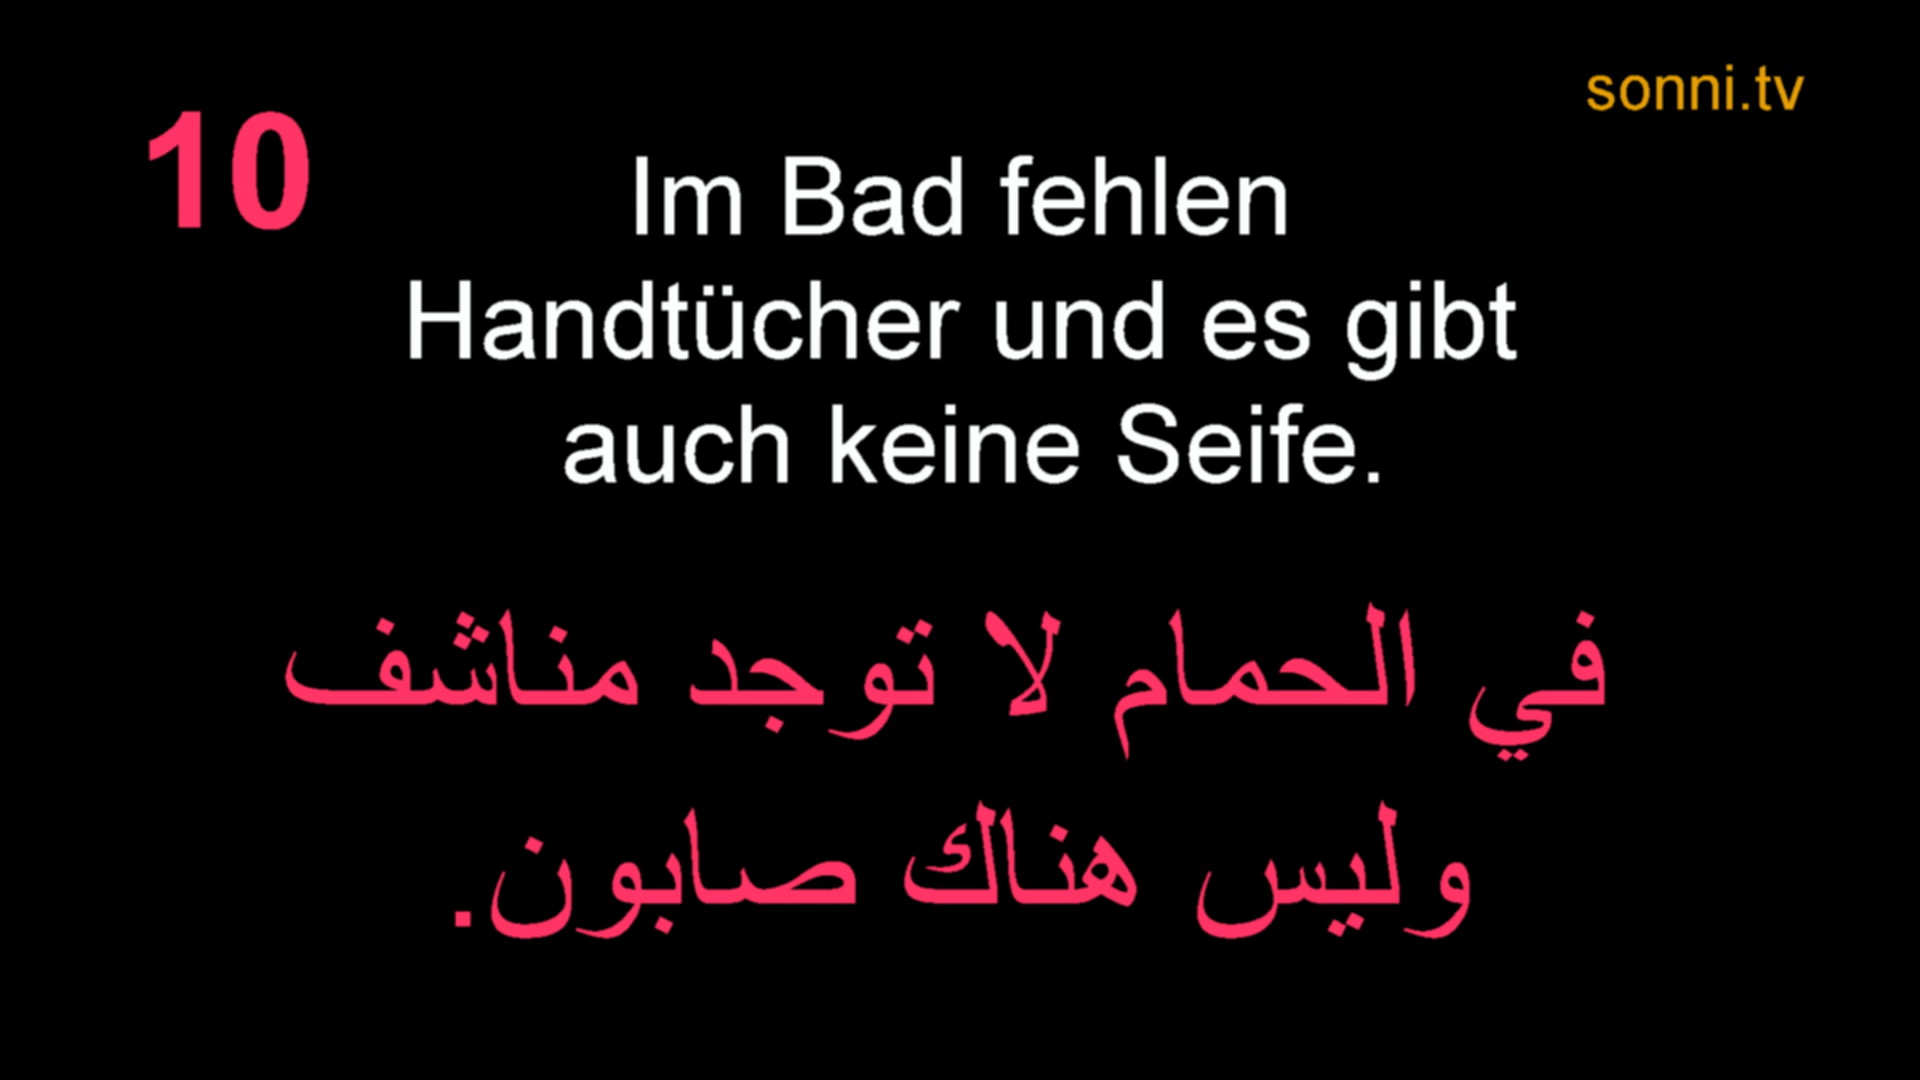 sonni.tv
10
Im Bad fehlen
Handtücher und es gibt
auch keine Seife.
في الحمام لا توجد مناشف
وليس هناك صابون.